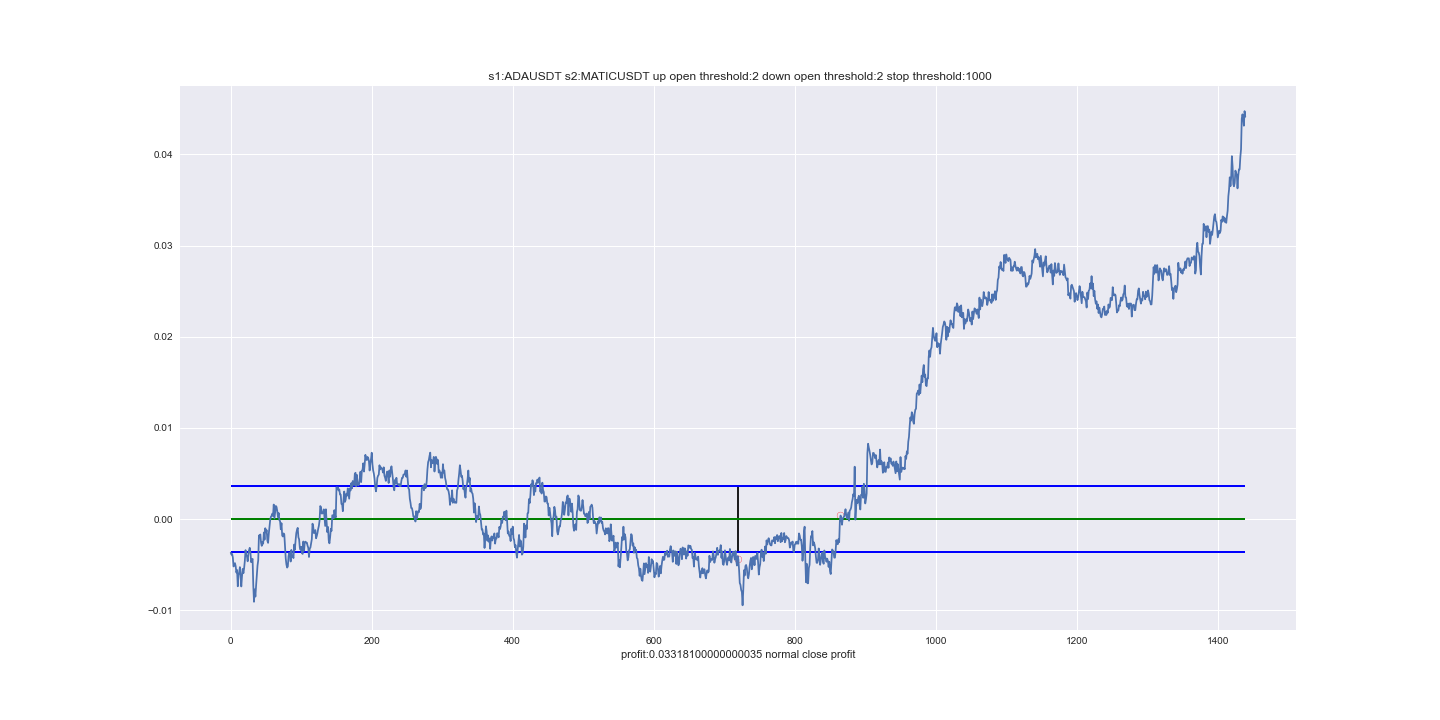 s1:ADAUSDT s2:MATICUSDT up open threshold:2 down open threshold:2 stop threshold:1000
0.04
0.03
0.02
0.01
0.00
−0.01
0 200 400 600 800 1000 1200 1400
profit:0.03318100000000035 normal close profit